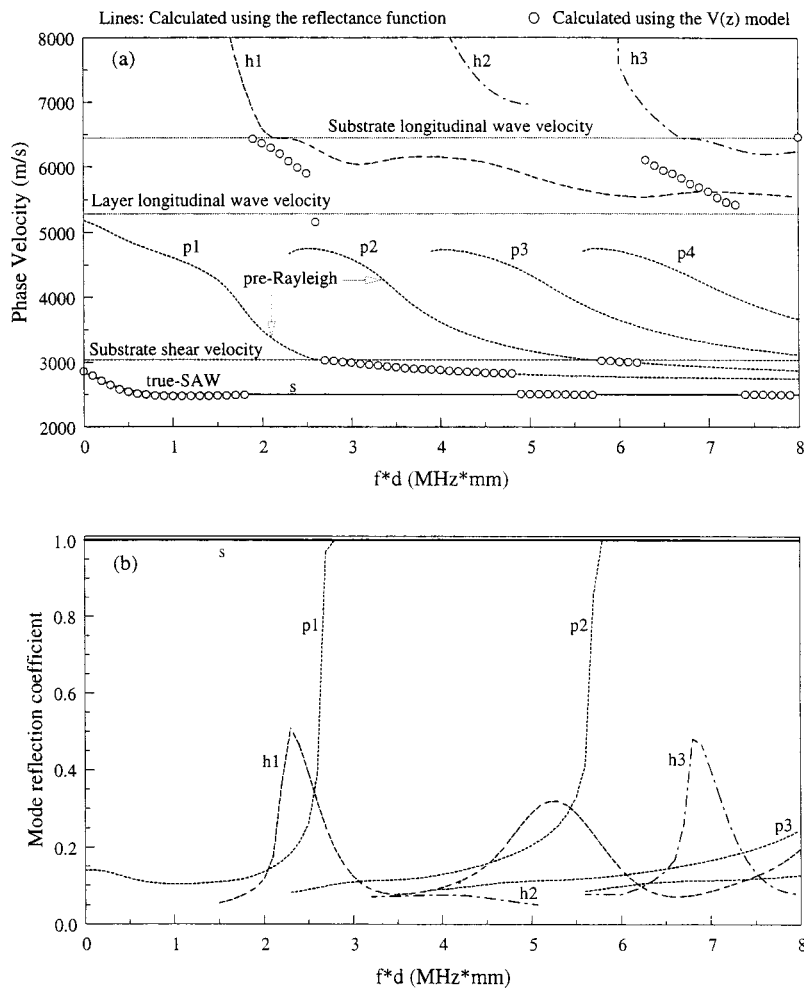 Lines: Calculated using the reflectance function
Calculated using the V(z) model
8000
7000
6000
5000
4000
3000
2000
Phase Velocity (m/s)
(a)
h1
h2
h3
Substrate longitudinal wave velocity
Layer longitudinal wave velocity
p1
p2
p3
p4
pre-Rayleigh
Substrate shear velocity
true-SAW
s
0
1
2
3
4
5
6
7
8
f*d (MHz*mm)
1.0
0.8
0.6
0.4
0.2
0.0
Mode reflection coefficient
(b)
s
p1
p2
h1
h3
p3
h2
0
1
2
3
4
5
6
7
8
f*d (MHz*mm)